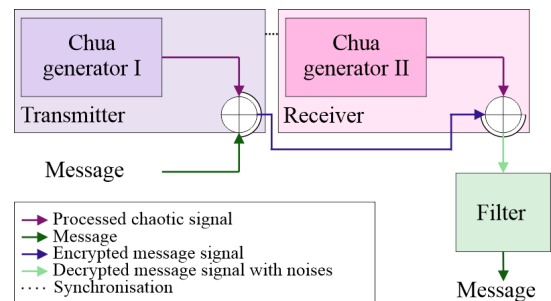 Chua
generator I
Transmitter
Chua
generator II
Receiver
Message
Filter
Message
Processed chaotic signal
Message
Encrypted message signal
Decrypted message signal with noises
Synchronisation